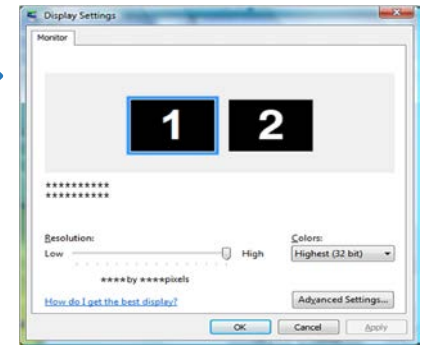 Display Settings
Monitor
1 2
**********
**********
Resolution:
Low High
****by ****pixels
Colors:
Highest (32 bit)
How do I get the best display?
Advanced Settings...
OK Cancel Apply